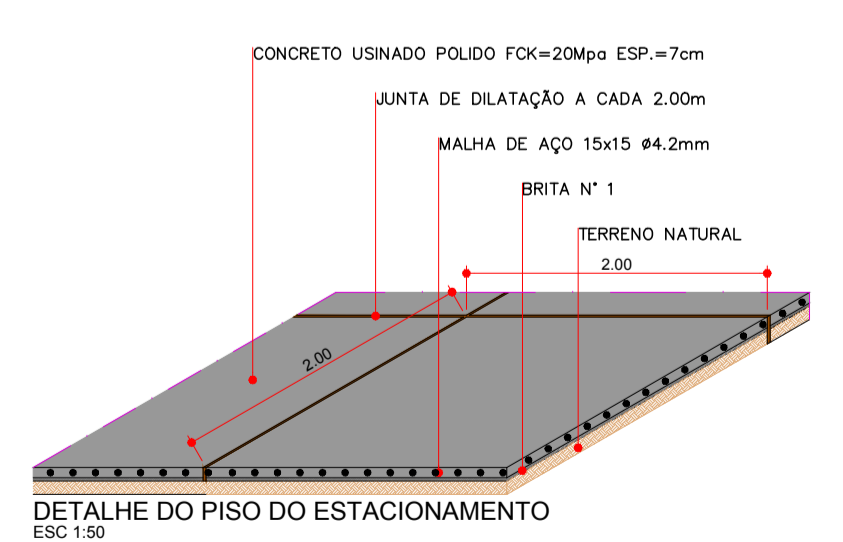 CONCRETO USINADO POLIDO FCK=20Mpa ESP.=7cm
JUNTA DE DILATAÇÃO A CADA 2.00m
MALHA DE AÇO 15x15 Ø4.2mm
BRITA N° 1
TERRENO NATURAL
2.00
2.00
DETALHE DO PISO DO ESTACIONAMENTO
ESC 1:50